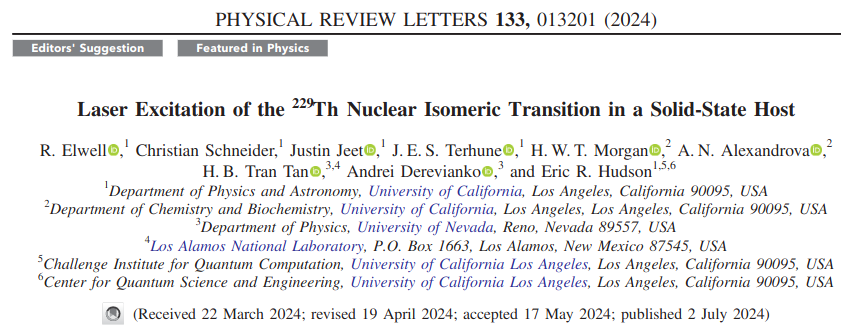 PHYSICAL REVIEW LETTERS 133, 013201 (2024)
Editors' Suggestion Featured in Physics
Laser Excitation of the ²²⁹Th Nuclear Isomeric Transition in a Solid-State Host
R. Elwell,¹ Christian Schneider,¹ Justin Jeet,¹ J. E. S. Terhune,¹ H. W. T. Morgan,² A. N. Alexandrova,²
H. B. Tran Tan,³,⁴ Andrei Derevianko,³ and Eric R. Hudson¹,⁵,⁶
¹Department of Physics and Astronomy, University of California, Los Angeles, California 90095, USA
²Department of Chemistry and Biochemistry, University of California, Los Angeles, Los Angeles, California 90095, USA
³Department of Physics, University of Nevada, Reno, Nevada 89557, USA
⁴Los Alamos National Laboratory, P.O. Box 1663, Los Alamos, New Mexico 87545, USA
⁵Challenge Institute for Quantum Computation, University of California Los Angeles, Los Angeles, California 90095, USA
⁶Center for Quantum Science and Engineering, University of California Los Angeles, Los Angeles, California 90095, USA
(Received 22 March 2024; revised 19 April 2024; accepted 17 May 2024; published 2 July 2024)